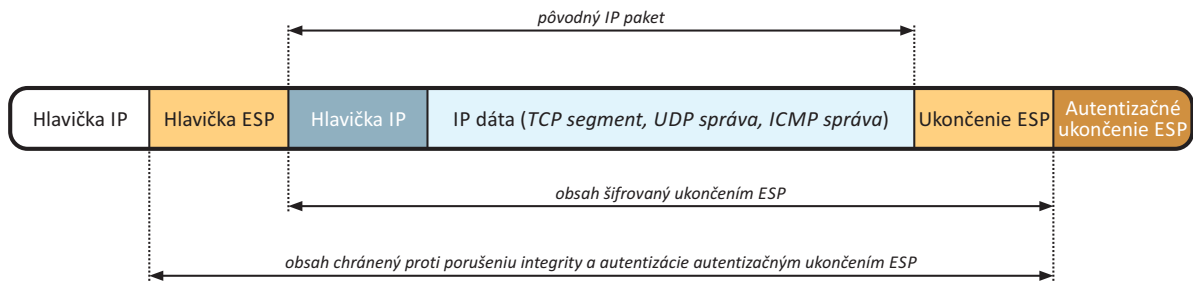 pôvodný IP paket
Hlavička IP
Hlavička ESP
Hlavička IP
IP dáta (TCP segment, UDP správa, ICMP správa)
Ukončenie ESP
Autentizačné
ukončenie ESP
obsah šifrovaný ukončením ESP
obsah chránený proti porušeniu integrity a autentizácie autentizačným ukončením ESP